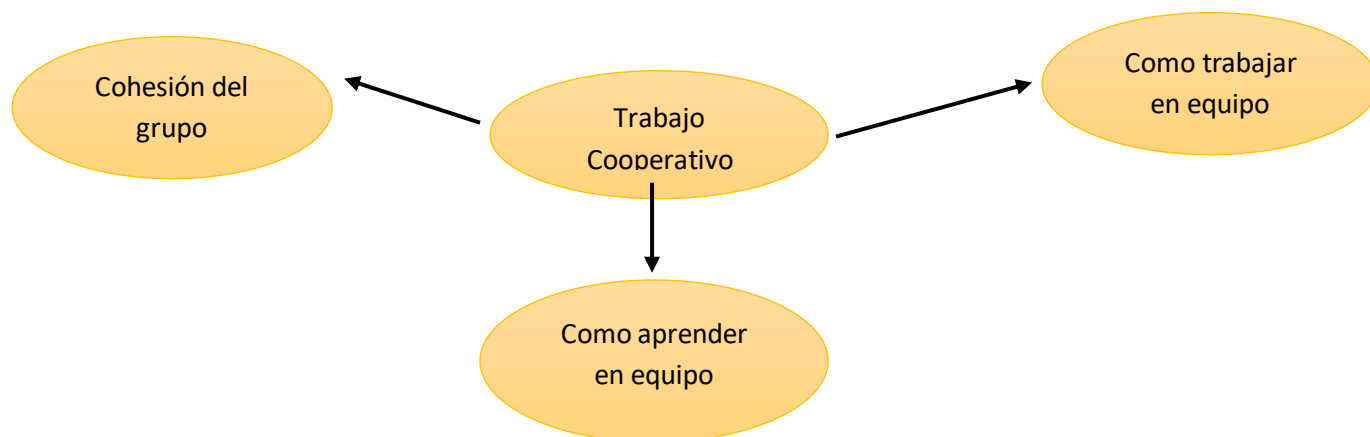 Cohesión del
grupo
Trabajo
Cooperativo
Como trabajar
en equipo
Como aprender
en equipo